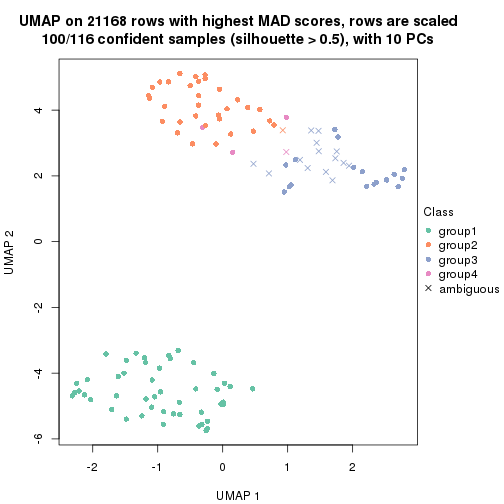 UMAP on 21168 rows with highest MAD scores, rows are scaled
100/116 confident samples (silhouette > 0.5), with 10 PCs
4
2
0
-2
-4
-6
UMAP 2
-2
-1
0
1
2
UMAP 1
Class
group1
group2
group3
group4
ambiguous